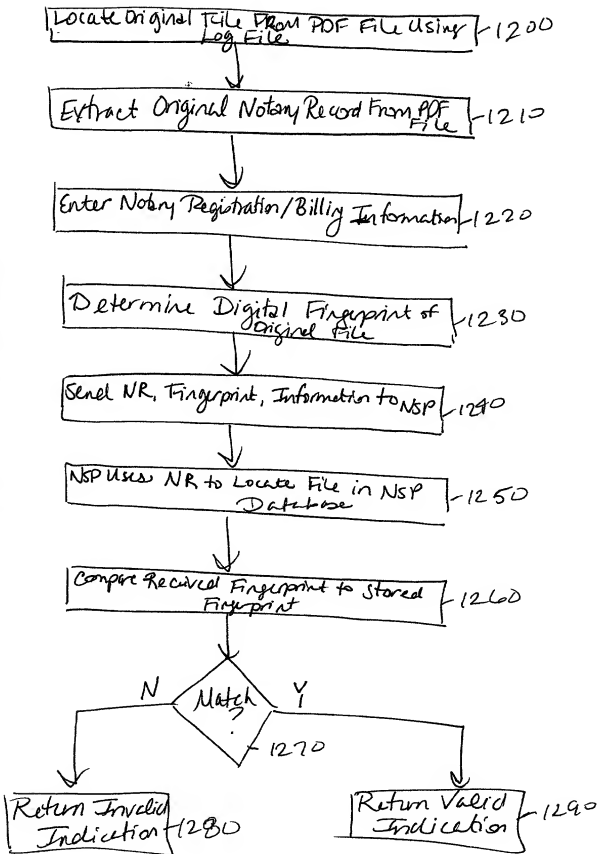 Locate Original File From PDF File Using
Log File
1200
Extract Original Notary Record From PDF
File
1210
Enter Notary Registration/Billing Information
1220
Determine Digital Fingerprint of
Original File
1230
Send NR, Fingerprint, Information to NSP
1240
NSP Uses NR to Locate File in NSP
Database
1250
Compare Received Fingerprint to Stored
Fingerprint
1260
N
Match
?
Y
1270
Return Invalid
Indication
1280
Return Valid
Indication
1290